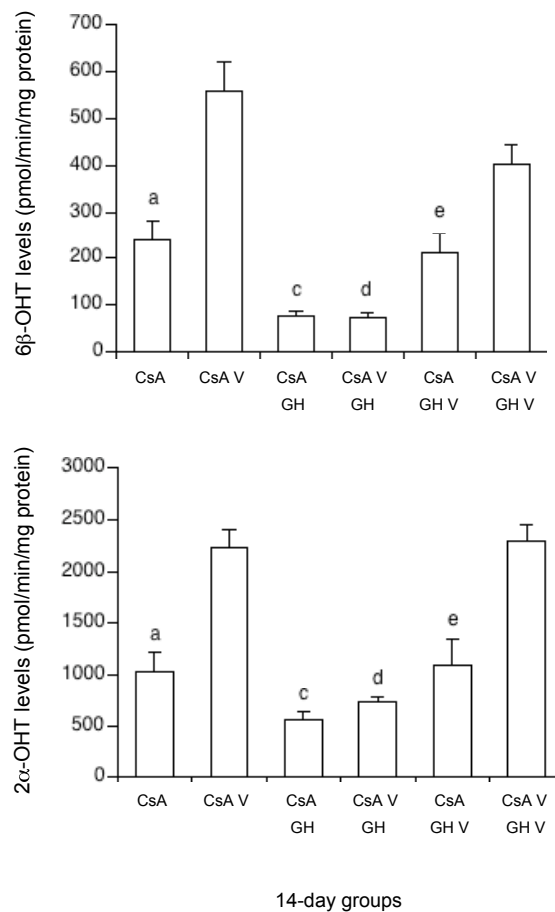 6β-OHT levels (pmol/min/mg protein)
700
600
500
400
300
200
100
0
a
c
d
e
CsA CsA V CsA CsA V CsA CsA V
GH GH GH V GH V
2α-OHT levels (pmol/min/mg protein)
3000
2500
2000
1500
1000
500
0
a
c
d
e
CsA CsA V CsA CsA V CsA CsA V
GH GH GH V GH V
14-day groups